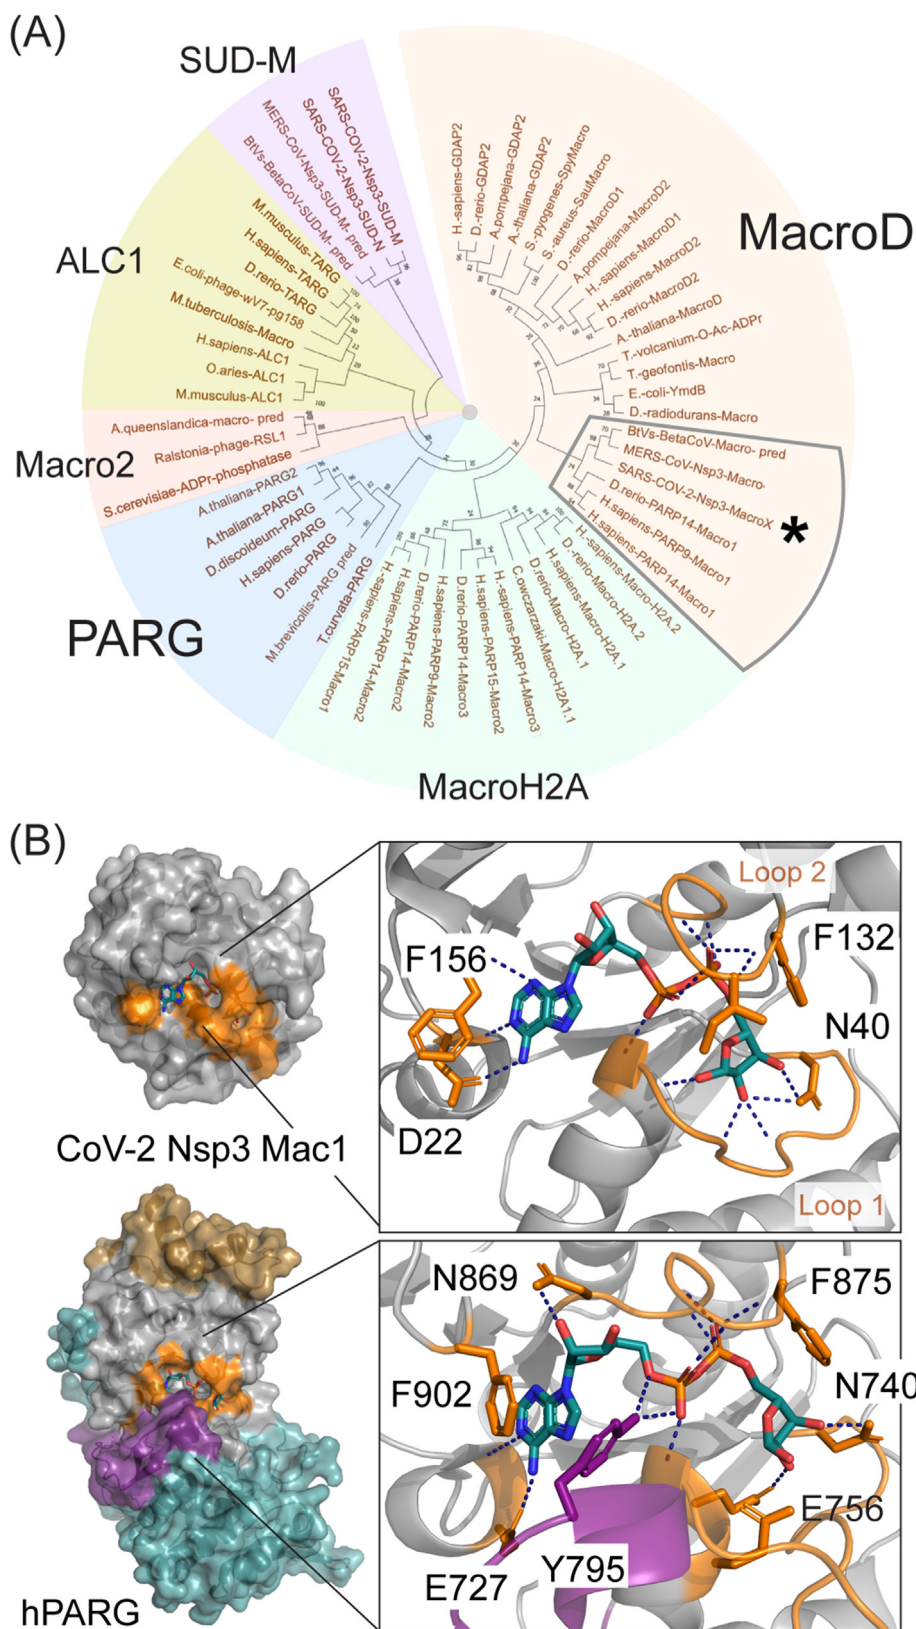 (A)
SUD-M
SARS-COV-2-Nsp3-SUD-M
SARS-COV-2-Nsp3-SUD-N
MERS-CoV-Nsp3-SUD-M- pred
BtVs-BetaCoV-SUD-M- pred
ALC1
M.musculus-TARG
H.sapiens-TARG
D.rerio-TARG
E.coli-phage-wV7-pg158
M.tuberculosis-Macro
H.sapiens-ALC1
O.aries-ALC1
M.musculus-ALC1
Macro2
A.queenslandica-macro- pred
Ralstonia-phage-RSL1
S.cerevisiae-ADPr-phosphatase
PARG
A.thaliana-PARG2
A.thaliana-PARG1
D.discoideum-PARG
H.sapiens-PARG
D.rerio-PARG
M.brevicollis-PARG pred
T.curvata-PARG
MacroD
H.-sapiens-GDAP2
D.-rerio-GDAP2
A.pompejana-GDAP2
A.-thaliana-GDAP2
S.-pyogenes-SpyMacro
S.-aureus-SauMacro
D.-rerio-MacroD1
A.pompejana-MacroD2
H.-sapiens-MacroD1
H.-sapiens-MacroD2
D.-rerio-MacroD2
A.-thaliana-MacroD
T.-volcanium-O-Ac-ADPr
T.-geofontis-Macro
E.-coli-YmdB
D.-radiodurans-Macro
BtVs-BetaCoV-Macro- pred
MERS-CoV-Nsp3-Macro-
SARS-COV-2-Nsp3-MacroX
D.rerio-PARP14-Macro1
H.sapiens-PARP9-Macro1
H.sapiens-PARP14-Macro1
*
H.-sapiens-Macro-H2A.2
D.-rerio-Macro-H2A.2
H.sapiens-Macro-H2A.1
D.rerio-Macro-H2A.1
C.owczarzaki-Macro-H2A1.1
H.-sapiens-PARP14-Macro3
H.sapiens-PARP15-Macro2
D.rerio-PARP14-Macro3
H.sapiens-PARP9-Macro2
D.rerio-PARP14-Macro2
H.sapiens-PARP14-Macro2
H.-sapiens-PARP15-Macro1
MacroH2A
(B)
Loop 2
F156
F132
N40
D22
Loop 1
CoV-2 Nsp3 Mac1
N869
F875
F902
N740
E756
E727
Y795
hPARG